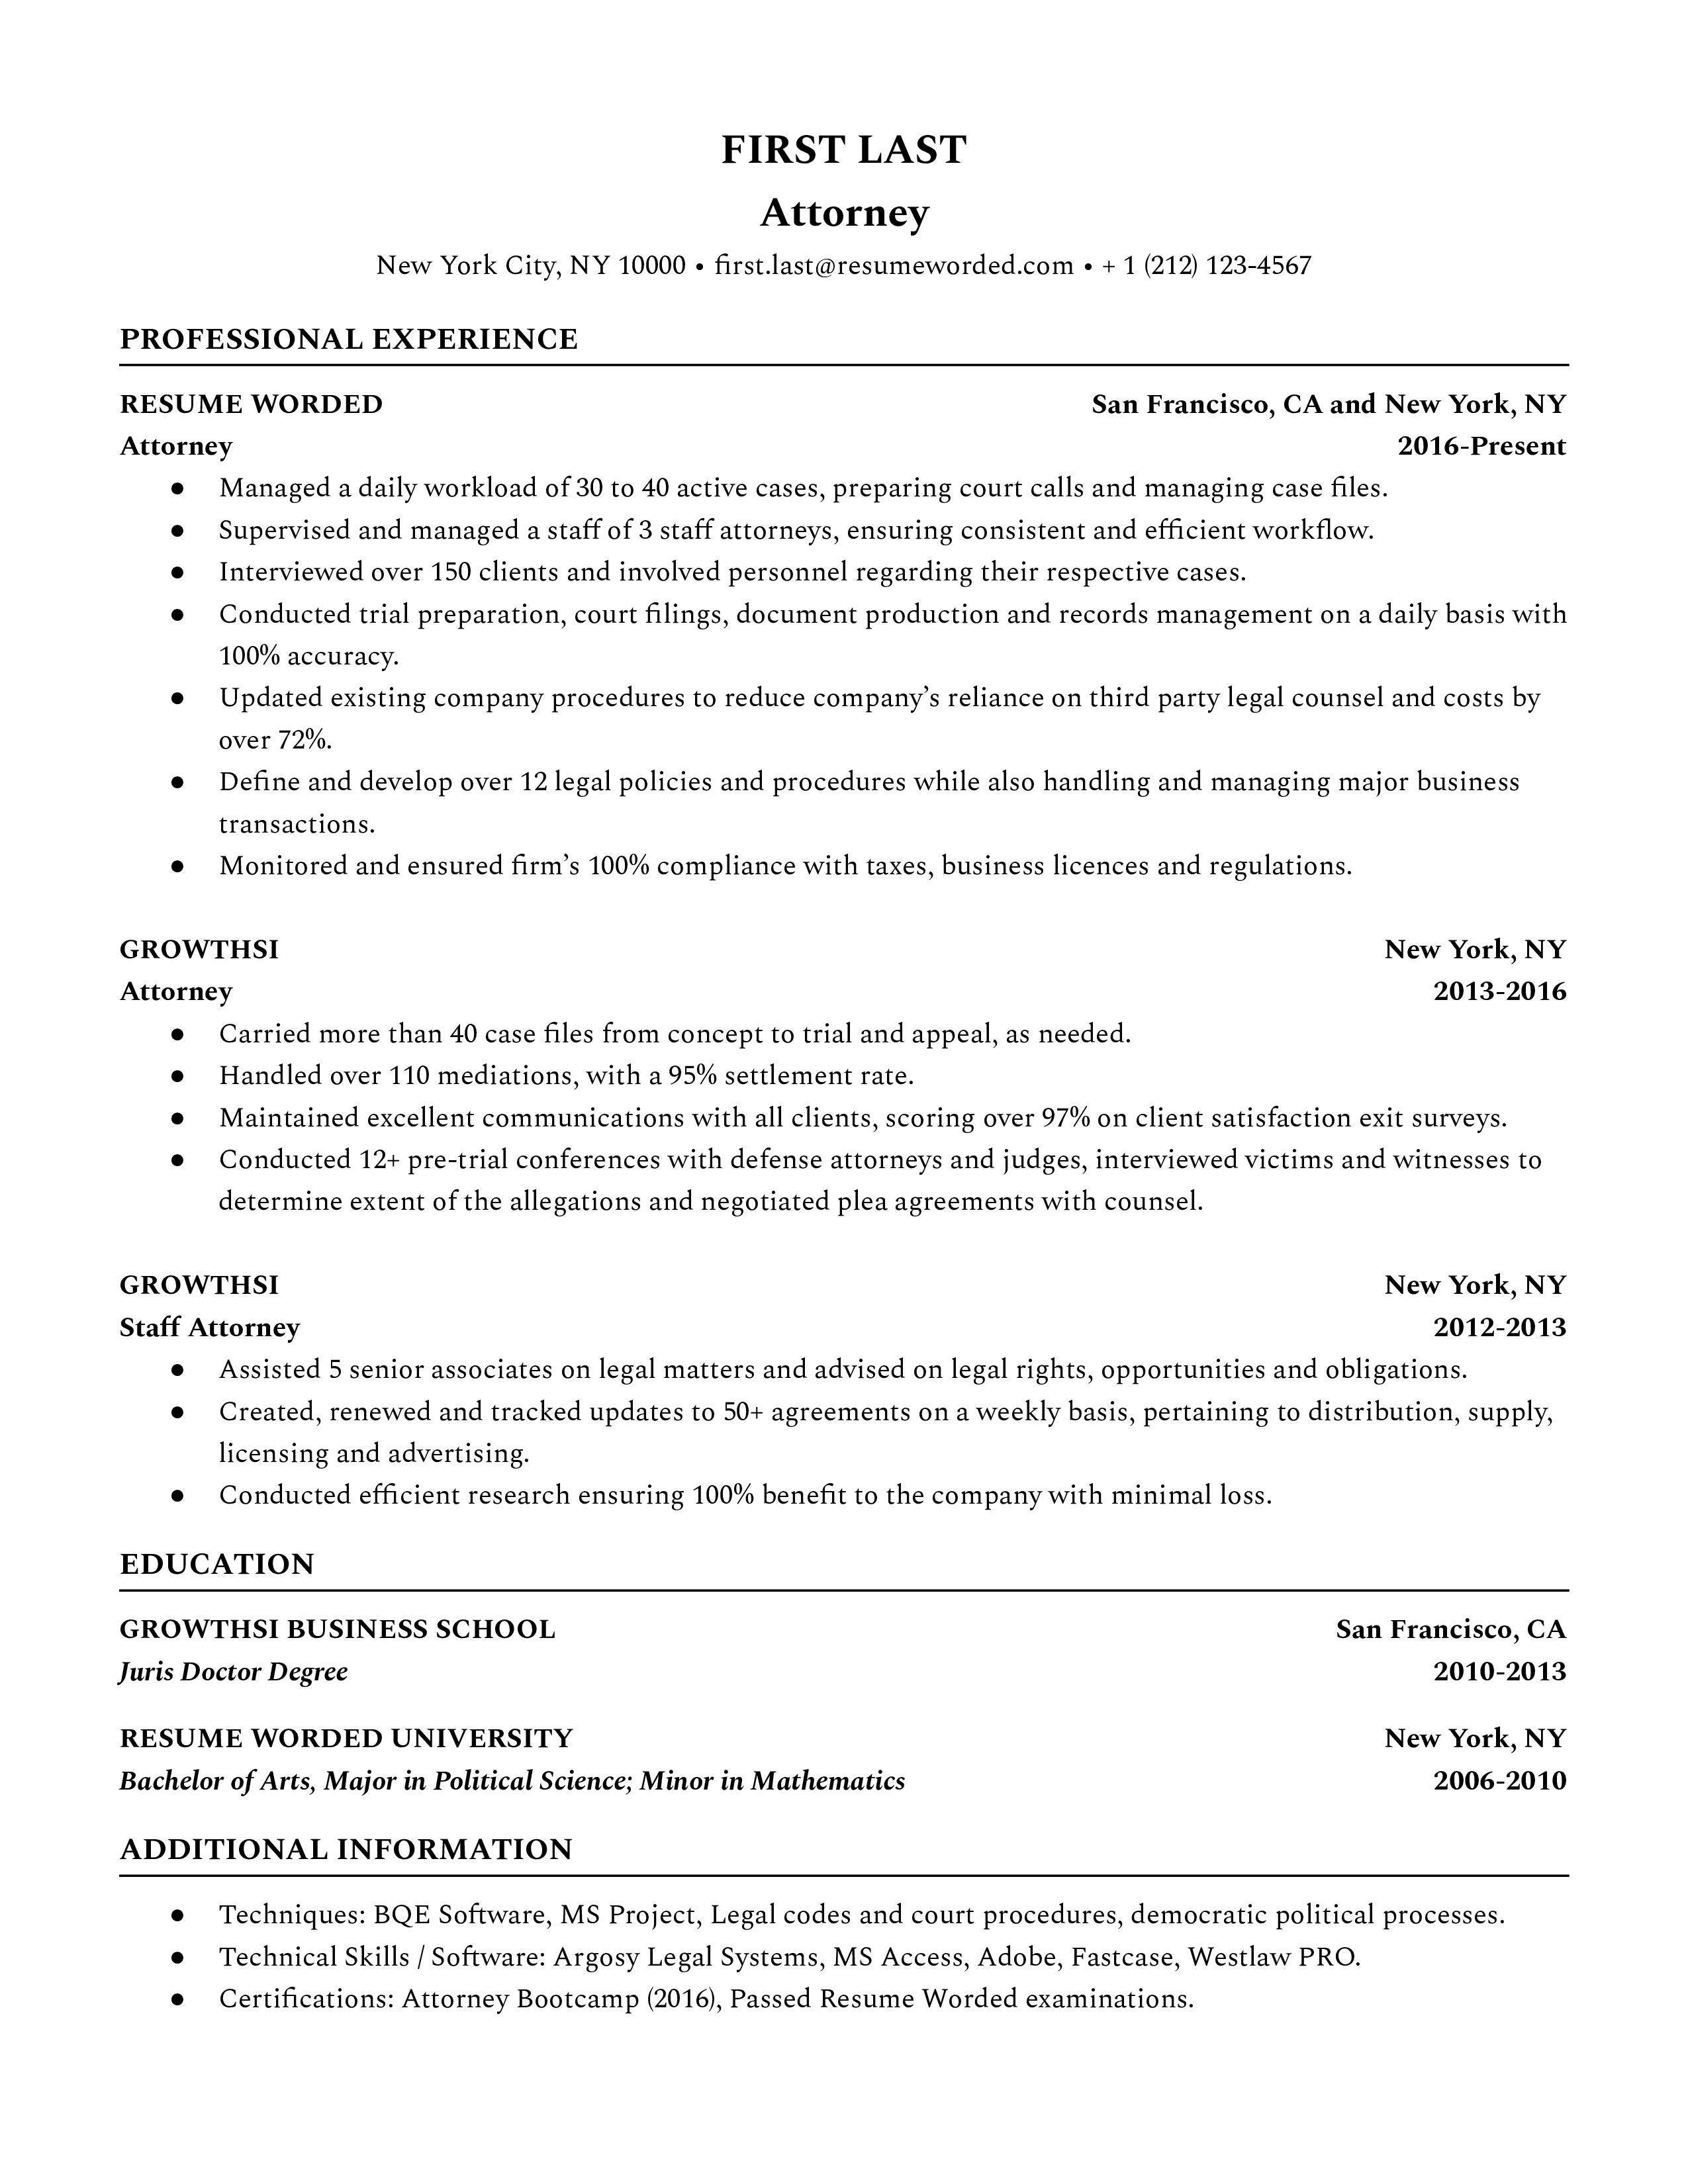 FIRST LAST
Attorney
New York City, NY 10000 • first.last@resumeworded.com • + 1 (212) 123-4567
PROFESSIONAL EXPERIENCE
RESUME WORDED San Francisco, CA and New York, NY
Attorney 2016-Present
● Managed a daily workload of 30 to 40 active cases, preparing court calls and managing case files.
● Supervised and managed a staff of 3 staff attorneys, ensuring consistent and efficient workflow.
● Interviewed over 150 clients and involved personnel regarding their respective cases.
● Conducted trial preparation, court filings, document production and records management on a daily basis with
100% accuracy.
● Updated existing company procedures to reduce company’s reliance on third party legal counsel and costs by
over 72%.
● Define and develop over 12 legal policies and procedures while also handling and managing major business
transactions.
● Monitored and ensured firm’s 100% compliance with taxes, business licences and regulations.
GROWTHSI New York, NY
Attorney 2013-2016
● Carried more than 40 case files from concept to trial and appeal, as needed.
● Handled over 110 mediations, with a 95% settlement rate.
● Maintained excellent communications with all clients, scoring over 97% on client satisfaction exit surveys.
● Conducted 12+ pre-trial conferences with defense attorneys and judges, interviewed victims and witnesses to
determine extent of the allegations and negotiated plea agreements with counsel.
GROWTHSI New York, NY
Staff Attorney 2012-2013
● Assisted 5 senior associates on legal matters and advised on legal rights, opportunities and obligations.
● Created, renewed and tracked updates to 50+ agreements on a weekly basis, pertaining to distribution, supply,
licensing and advertising.
● Conducted efficient research ensuring 100% benefit to the company with minimal loss.
EDUCATION
GROWTHSI BUSINESS SCHOOL San Francisco, CA
Juris Doctor Degree 2010-2013
RESUME WORDED UNIVERSITY New York, NY
Bachelor of Arts, Major in Political Science; Minor in Mathematics 2006-2010
ADDITIONAL INFORMATION
● Techniques: BQE Software, MS Project, Legal codes and court procedures, democratic political processes.
● Technical Skills / Software: Argosy Legal Systems, MS Access, Adobe, Fastcase, Westlaw PRO.
● Certifications: Attorney Bootcamp (2016), Passed Resume Worded examinations.